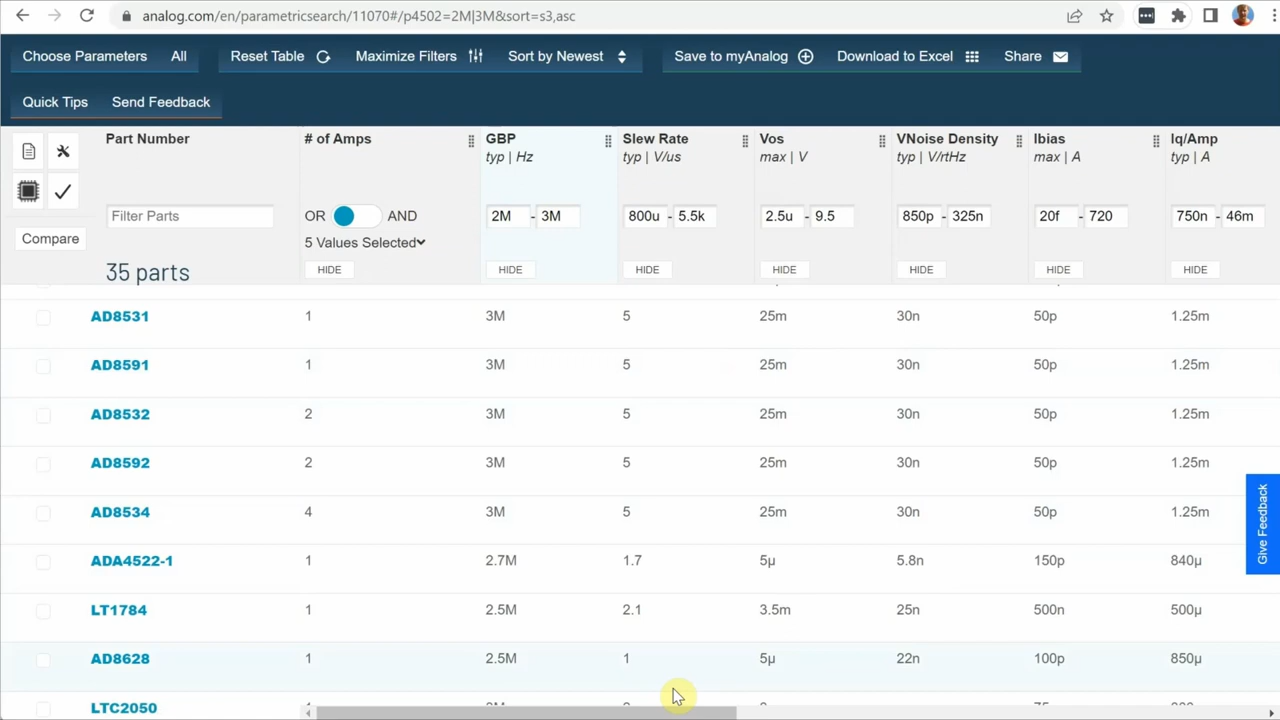 analog.com/en/parametricsearch/11070#/p4502=2M|3M&sort=s3,asc
Choose Parameters All Reset Table Maximize Filters Sort by Newest Save to myAnalog Download to Excel Share
Quick Tips Send Feedback
Part Number # of Amps GBP Slew Rate Vos VNoise Density Ibias Iq/Amp
typ | Hz typ | V/us max | V typ | V/rtHz max | A typ | A
Filter Parts OR AND 2M - 3M 800u - 5.5k 2.5u - 9.5 850p - 325n 20f - 720 750n - 46m
Compare 5 Values Selected
35 parts HIDE HIDE HIDE HIDE HIDE HIDE HIDE
AD8531 1 3M 5 25m 30n 50p 1.25m
AD8591 1 3M 5 25m 30n 50p 1.25m
AD8532 2 3M 5 25m 30n 50p 1.25m
AD8592 2 3M 5 25m 30n 50p 1.25m
AD8534 4 3M 5 25m 30n 50p 1.25m
ADA4522-1 1 2.7M 1.7 5µ 5.8n 150p 840µ
LT1784 1 2.5M 2.1 3.5m 25n 500n 500µ
AD8628 1 2.5M 1 5µ 22n 100p 850µ
LTC2050
Give Feedback